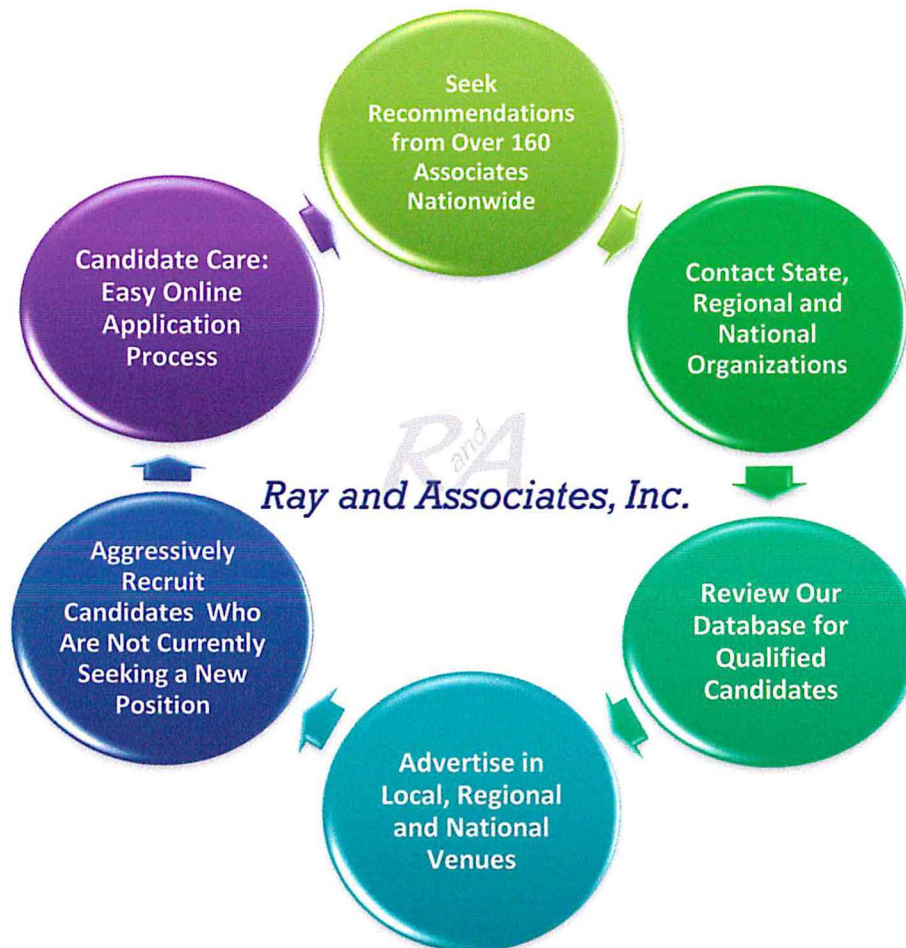 Seek
Recommendations
from Over 160
Associates
Nationwide
Contact State,
Regional and
National
Organizations
Review Our
Database for
Qualified
Candidates
Advertise in
Local, Regional
and National
Venues
Aggressively
Recruit
Candidates Who
Are Not Currently
Seeking a New
Position
Candidate Care:
Easy Online
Application
Process
R and A
Ray and Associates, Inc.